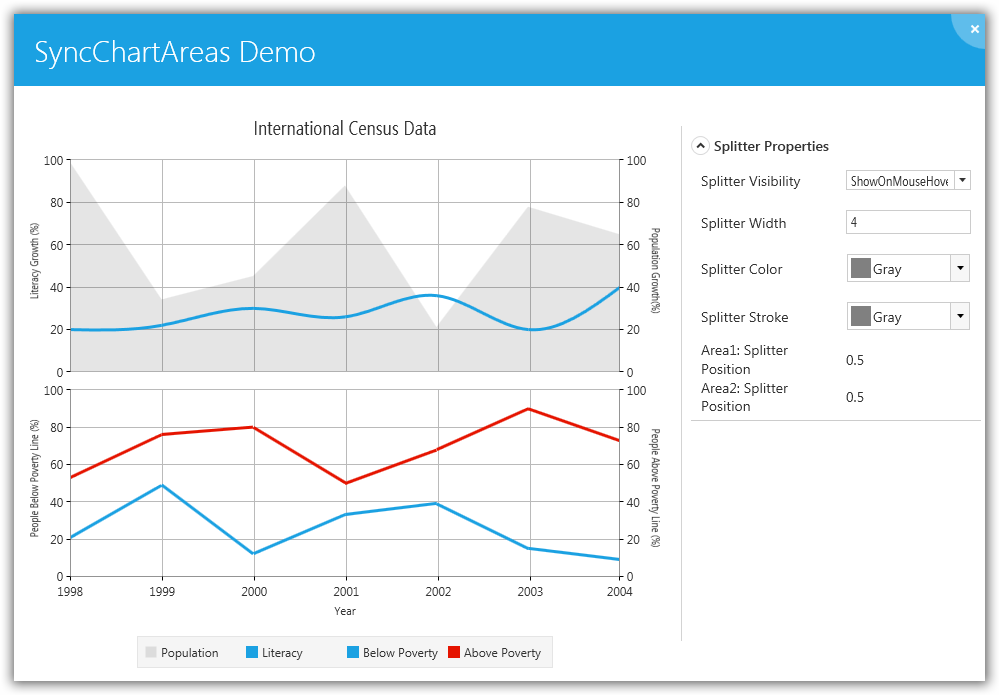 SyncChartAreas Demo
International Census Data
100 100
80 80
60 60
40 40
20 20
0 0
Literacy Growth (%)
Population Growth(%)
100 100
80 80
60 60
40 40
20 20
0 0
People Below Poverty Line (%)
People Above Poverty Line (%)
1998 1999 2000 2001 2002 2003 2004
Year
Population Literacy Below Poverty Above Poverty
Splitter Properties
Splitter Visibility ShowOnMouseHove
Splitter Width 4
Splitter Color Gray
Splitter Stroke Gray
Area1: Splitter
Position 0.5
Area2: Splitter
Position 0.5